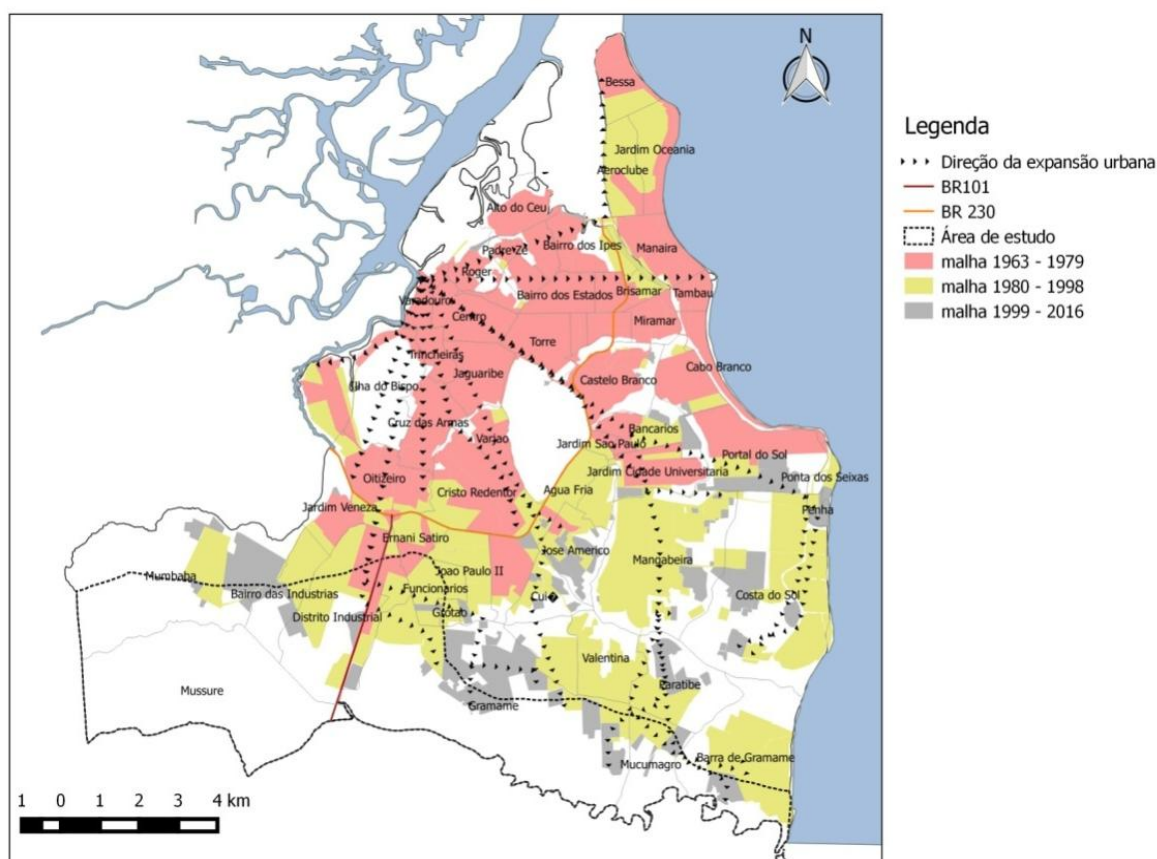 N
Bessa
Jardim Oceania
Aeroclube
Alto do Ceu
Bairro dos Ipes
Manaira
Padre Zé
Roger
Bairro dos Estados
Brisamar
Tambau
Varadouro
Centro
Miramar
Torre
Trincheiras
Jaguaribe
Cabo Branco
Castelo Branco
Ilha do Bispo
Cruz das Armas
Bancarios
Varjao
Jardim Sao Paulo
Portal do Sol
Jardim Cidade Universitaria
Ponta dos Seixas
Oitizeiro
Cristo Redentor
Agua Fria
Jardim Veneza
Penha
Ernani Satiro
Jose Americo
Mangabeira
Mumbaba
Joao Paulo II
Bairro das Industrias
Funcionarios
Cui�
Costa do Sol
Distrito Industrial
Grotao
Valentina
Mussure
Paratibe
Gramame
Mucumagro
Barra de Gramame
1 0 1 2 3 4 km
Legenda
Direção da expansão urbana
BR101
BR 230
Área de estudo
malha 1963 - 1979
malha 1980 - 1998
malha 1999 - 2016